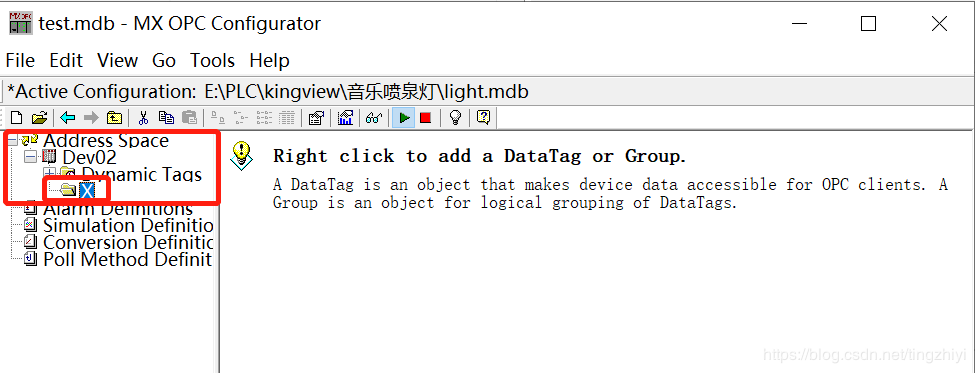 test.mdb - MX OPC Configurator
File Edit View Go Tools Help
*Active Configuration: E:\PLC\kingview\音乐喷泉灯\light.mdb
Address Space
Dev02
Dynamic Tags
X
Alarm Definitions
Simulation Definitio
Conversion Definitic
Poll Method Definit
Right click to add a DataTag or Group.
A DataTag is an object that makes device data accessible for OPC clients. A
Group is an object for logical grouping of DataTags.
https://blog.csdn.net/tingzhiyi